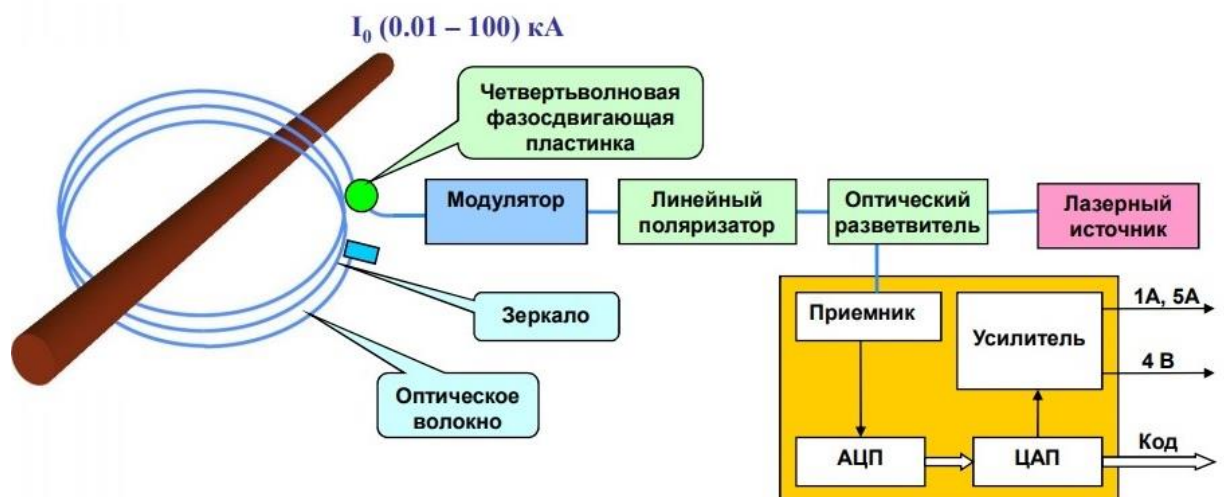 I₀ (0.01 – 100) кА
Четвертьволновая
фазосдвигающая
пластинка
Модулятор
Линейный
поляризатор
Оптический
разветвитель
Лазерный
источник
Зеркало
Оптическое
волокно
Приемник
Усилитель
1А, 5А
4 В
АЦП
ЦАП
Код